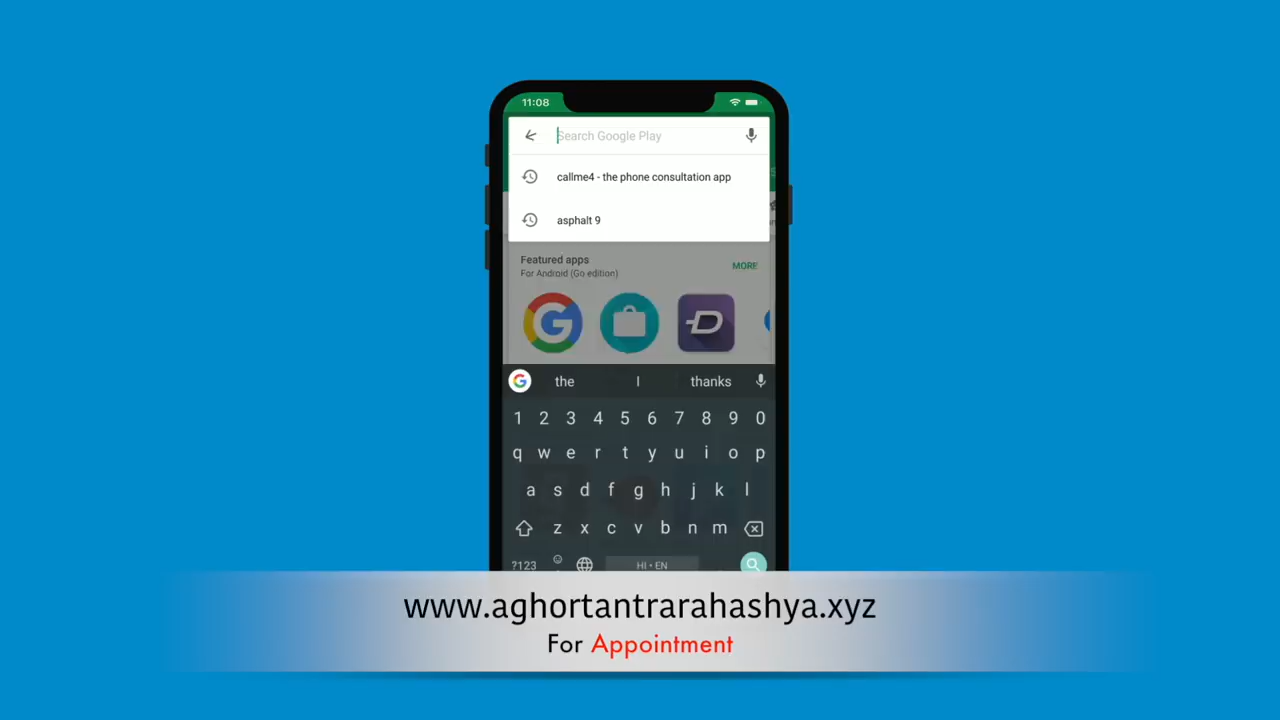 11:08
Search Google Play
callme4 - the phone consultation app
asphalt 9
Featured apps
MORE
For Android (Go edition)
the I thanks
1 2 3 4 5 6 7 8 9 0
q w e r t y u i o p
a s d f g h j k l
z x c v b n m
?123 HI • EN
www.aghortantrarahashya.xyz
For Appointment